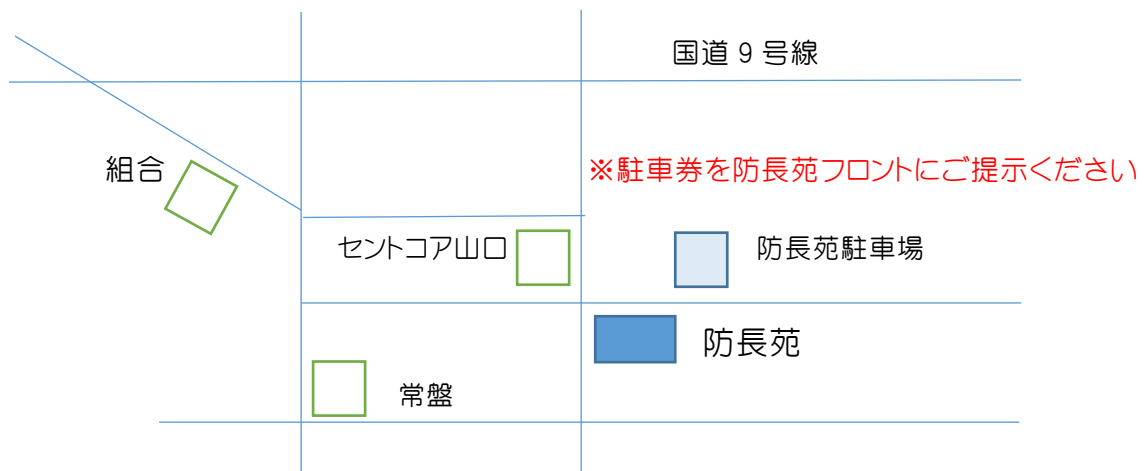 国道９号線
組合
※駐車券を防長苑フロントにご提示ください
セントコア山口
防長苑駐車場
防長苑
常盤